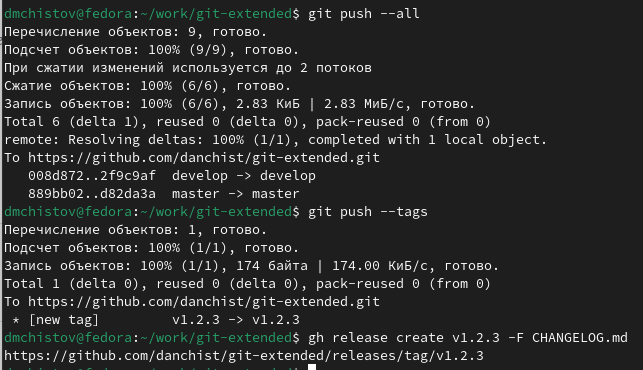 dmchistov@fedora:~/work/git-extended$ git push --all
Перечисление объектов: 9, готово.
Подсчет объектов: 100% (9/9), готово.
При сжатии изменений используется до 2 потоков
Сжатие объектов: 100% (6/6), готово.
Запись объектов: 100% (6/6), 2.83 КиБ | 2.83 МиБ/с, готово.
Total 6 (delta 1), reused 0 (delta 0), pack-reused 0 (from 0)
remote: Resolving deltas: 100% (1/1), completed with 1 local object.
To https://github.com/danchist/git-extended.git
   008d872..2f9c9af  develop -> develop
   889bb02..d82da3a  master -> master
dmchistov@fedora:~/work/git-extended$ git push --tags
Перечисление объектов: 1, готово.
Подсчет объектов: 100% (1/1), готово.
Запись объектов: 100% (1/1), 174 байта | 174.00 КиБ/с, готово.
Total 1 (delta 0), reused 0 (delta 0), pack-reused 0 (from 0)
To https://github.com/danchist/git-extended.git
 * [new tag]         v1.2.3 -> v1.2.3
dmchistov@fedora:~/work/git-extended$ gh release create v1.2.3 -F CHANGELOG.md
https://github.com/danchist/git-extended/releases/tag/v1.2.3